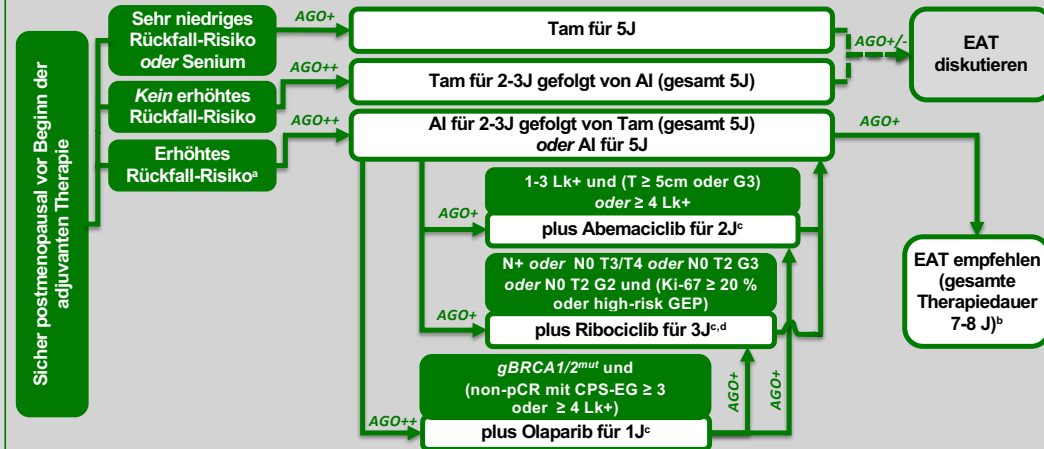 Sicher postmenopausal vor Beginn der
adjuvanten Therapie
Sehr niedriges
Rückfall-Risiko
oder Senium
AGO+
Tam für 5J
AGO+/-
EAT
diskutieren
Kein erhöhtes
Rückfall-Risiko
AGO++
Tam für 2-3J gefolgt von AI (gesamt 5J)
Erhöhtes
Rückfall-Risikoᵃ
AGO++
AI für 2-3J gefolgt von Tam (gesamt 5J)
oder AI für 5J
AGO+
1-3 Lk+ und (T ≥ 5cm oder G3)
oder ≥ 4 Lk+
AGO+
plus Abemaciclib für 2Jᶜ
N+ oder N0 T3/T4 oder N0 T2 G3
oder N0 T2 G2 und (Ki-67 ≥ 20 %
oder high-risk GEP)
AGO+
plus Ribociclib für 3Jᶜ,ᵈ
EAT empfehlen
(gesamte
Therapiedauer
7-8 J)ᵇ
gBRCA1/2ᵐᵘᵗ und
(non-pCR mit CPS-EG ≥ 3
oder ≥ 4 Lk+)
AGO++
plus Olaparib für 1Jᶜ
AGO+
AGO+